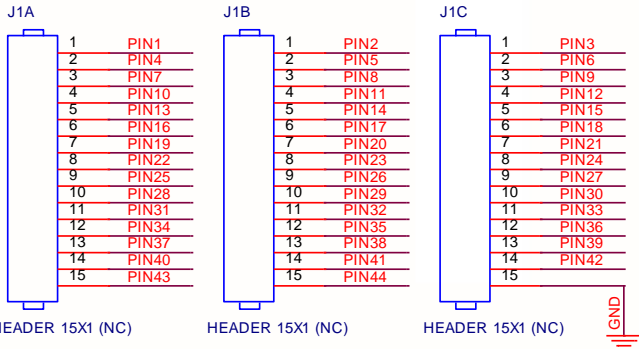 J1A J1B J1C
1 PIN1 1 PIN2 1 PIN3
2 PIN4 2 PIN5 2 PIN6
3 PIN7 3 PIN8 3 PIN9
4 PIN10 4 PIN11 4 PIN12
5 PIN13 5 PIN14 5 PIN15
6 PIN16 6 PIN17 6 PIN18
7 PIN19 7 PIN20 7 PIN21
8 PIN22 8 PIN23 8 PIN24
9 PIN25 9 PIN26 9 PIN27
10 PIN28 10 PIN29 10 PIN30
11 PIN31 11 PIN32 11 PIN33
12 PIN34 12 PIN35 12 PIN36
13 PIN37 13 PIN38 13 PIN39
14 PIN40 14 PIN41 14 PIN42
15 PIN43 15 PIN44 15
GND
HEADER 15X1 (NC) HEADER 15X1 (NC) HEADER 15X1 (NC)